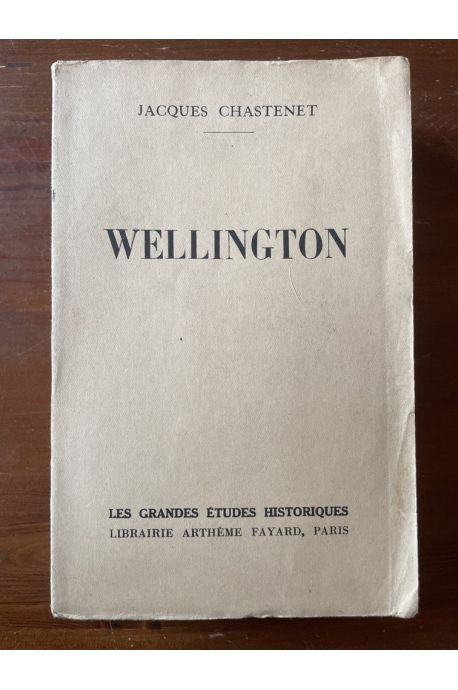 JACQUES CHASTENET
WELLINGTON
LES GRANDES ÉTUDES HISTORIQUES
LIBRAIRIE ARTHÈME FAYARD, PARIS